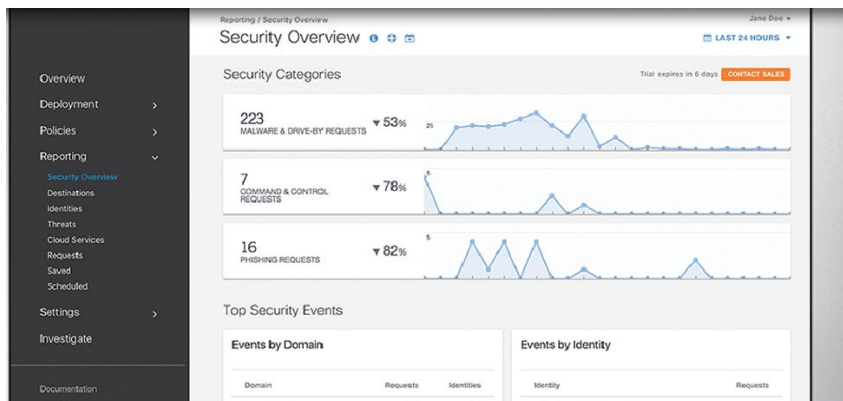 Reporting / Security Overview
Jane Doe
Security Overview
LAST 24 HOURS
Overview
Deployment
Policies
Reporting
Security Overview
Destinations
Identities
Threats
Cloud Services
Requests
Saved
Scheduled
Settings
Investigate
Documentation
Security Categories
Trial expires in 6 days CONTACT SALES
223
MALWARE & DRIVE-BY REQUESTS
53%
25
7
COMMAND & CONTROL
REQUESTS
78%
5
16
PHISHING REQUESTS
82%
5
Top Security Events
Events by Domain
Domain Requests Identities
Events by Identity
Identity Requests